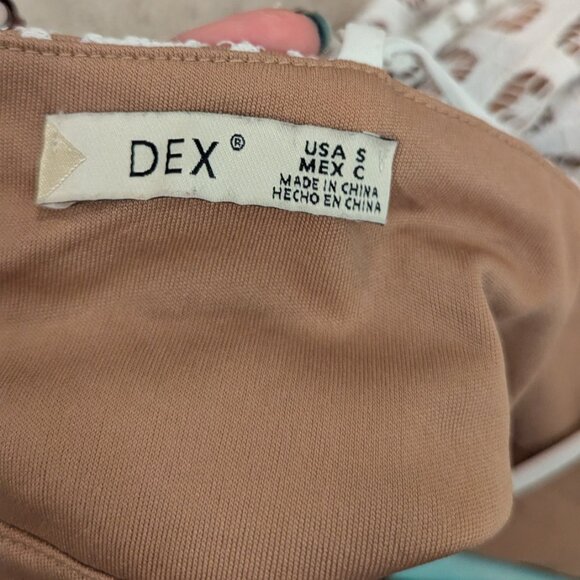 DEX®
USA S
MEX C
MADE IN CHINA
HECHO EN CHINA